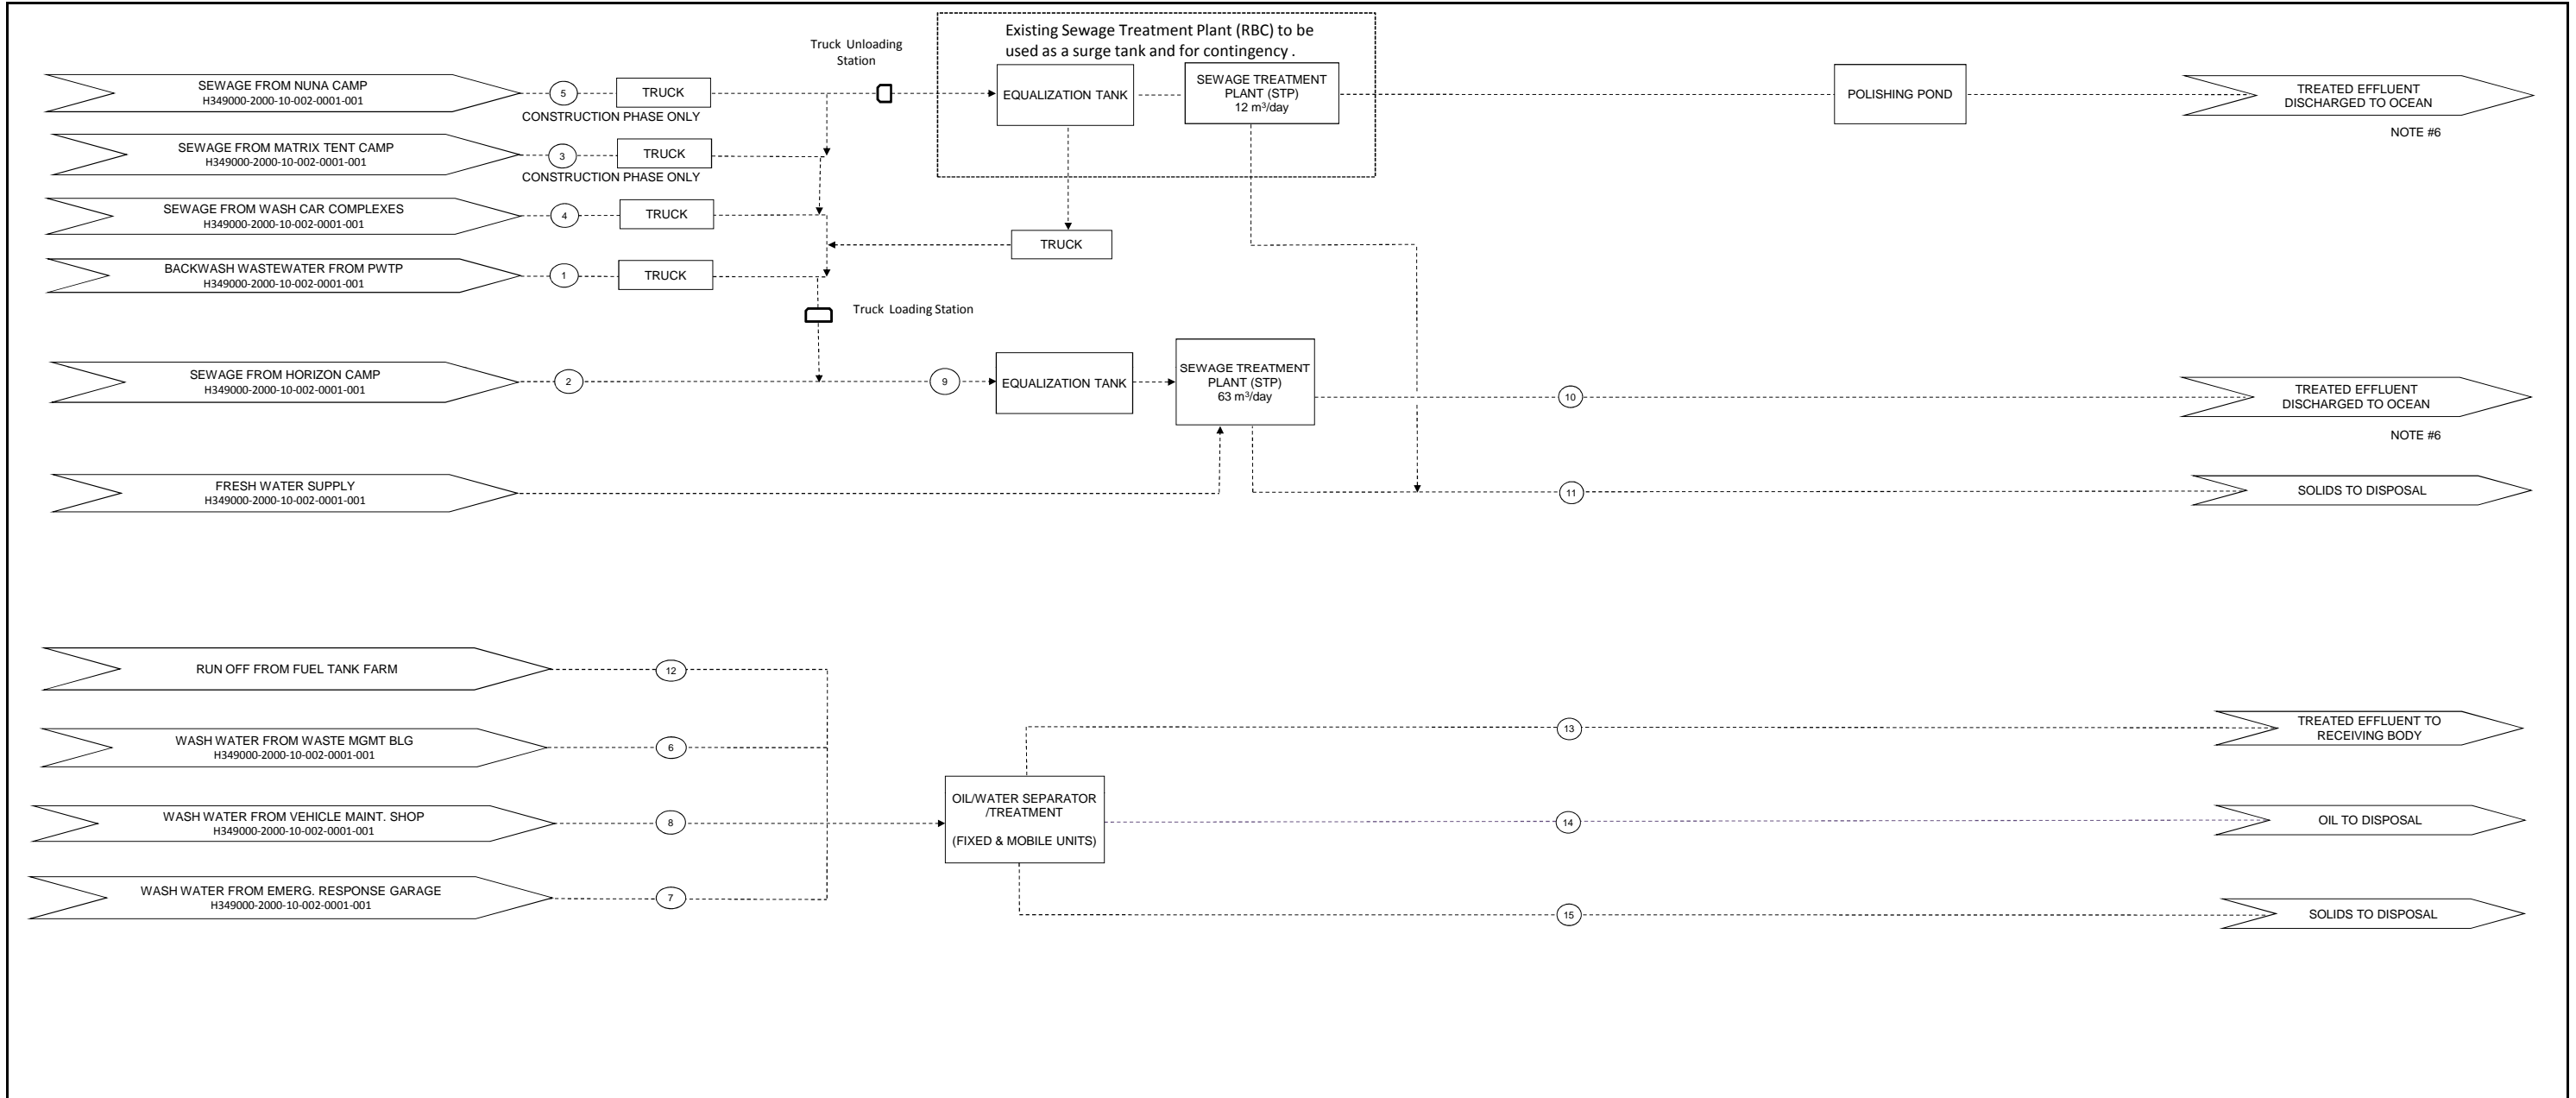 Existing Sewage Treatment Plant (RBC) to be
used as a surge tank and for contingency .
Truck Unloading
Station
SEWAGE FROM NUNA CAMP
H349000-2000-10-002-0001-001
5
TRUCK
CONSTRUCTION PHASE ONLY
EQUALIZATION TANK
SEWAGE TREATMENT
PLANT (STP)
12 m³/day
POLISHING POND
TREATED EFFLUENT
DISCHARGED TO OCEAN
NOTE #6
SEWAGE FROM MATRIX TENT CAMP
H349000-2000-10-002-0001-001
3
TRUCK
CONSTRUCTION PHASE ONLY
SEWAGE FROM WASH CAR COMPLEXES
H349000-2000-10-002-0001-001
4
TRUCK
TRUCK
BACKWASH WASTEWATER FROM PWTP
H349000-2000-10-002-0001-001
1
TRUCK
Truck Loading Station
SEWAGE FROM HORIZON CAMP
H349000-2000-10-002-0001-001
2
9
EQUALIZATION TANK
SEWAGE TREATMENT
PLANT (STP)
63 m³/day
10
TREATED EFFLUENT
DISCHARGED TO OCEAN
NOTE #6
FRESH WATER SUPPLY
H349000-2000-10-002-0001-001
11
SOLIDS TO DISPOSAL
RUN OFF FROM FUEL TANK FARM
12
WASH WATER FROM WASTE MGMT BLG
H349000-2000-10-002-0001-001
6
13
TREATED EFFLUENT TO
RECEIVING BODY
WASH WATER FROM VEHICLE MAINT. SHOP
H349000-2000-10-002-0001-001
8
OIL/WATER SEPARATOR
/TREATMENT
(FIXED & MOBILE UNITS)
14
OIL TO DISPOSAL
WASH WATER FROM EMERG. RESPONSE GARAGE
H349000-2000-10-002-0001-001
7
15
SOLIDS TO DISPOSAL